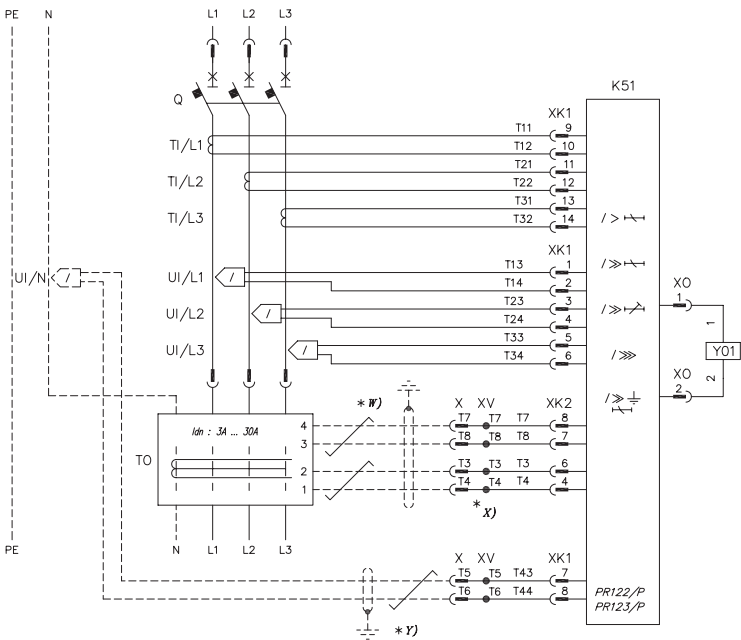 PE N L1 L2 L3
K51
Q
XK1
T11 9
TI/L1 T12 10
T21 11
TI/L2 T22 12
T31 13
TI/L3 T32 14
/ >
XK1
UI/N / UI/L1 / T13 1 / ≫
T14 2 XO
UI/L2 / T23 3 / ≫ 1
T24 4 1
UI/L3 / T33 5 / ⋙ Y01
T34 6 XO 2
/ ≫ 2
* W)
X XV XK2
Idn : 3A ... 30A 4 T7 T7 T7 8
3 T8 T8 T8 7
TO 2 T3 T3 T3 6
1 T4 T4 T4 4
* X)
PE N L1 L2 L3
X XV XK1
T5 T5 T43 7
T6 T6 T44 8
PR122/P
PR123/P
* Y)